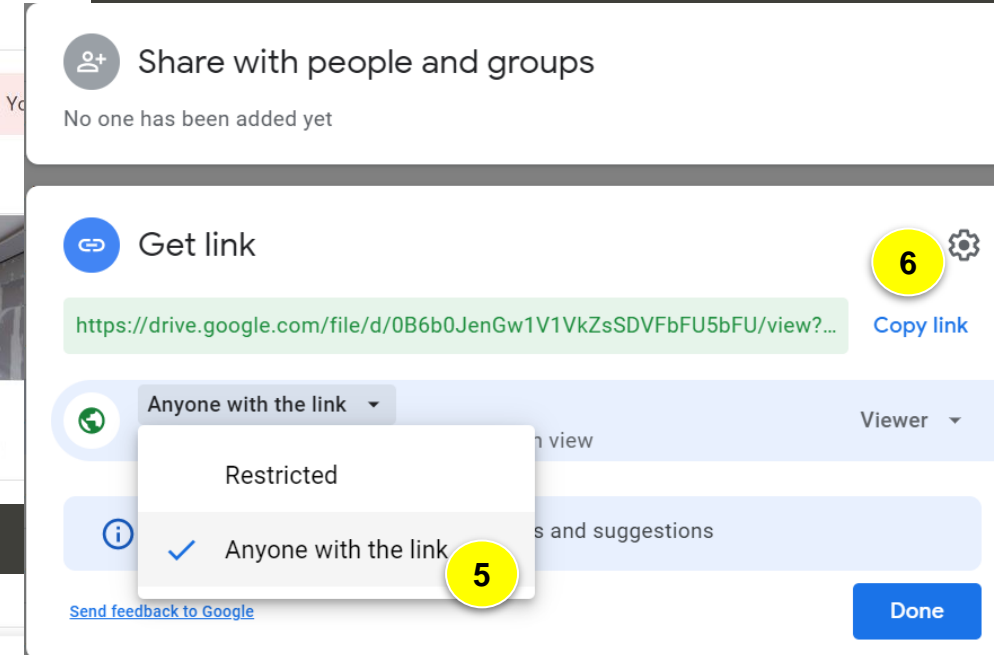 Share with people and groups
Yo
No one has been added yet
Get link
6
https://drive.google.com/file/d/0B6b0JenGw1V1VkZsSDVFbFU5bFU/view?...
Copy link
Anyone with the link
Viewer
n view
Restricted
s and suggestions
Anyone with the link
5
Send feedback to Google
Done